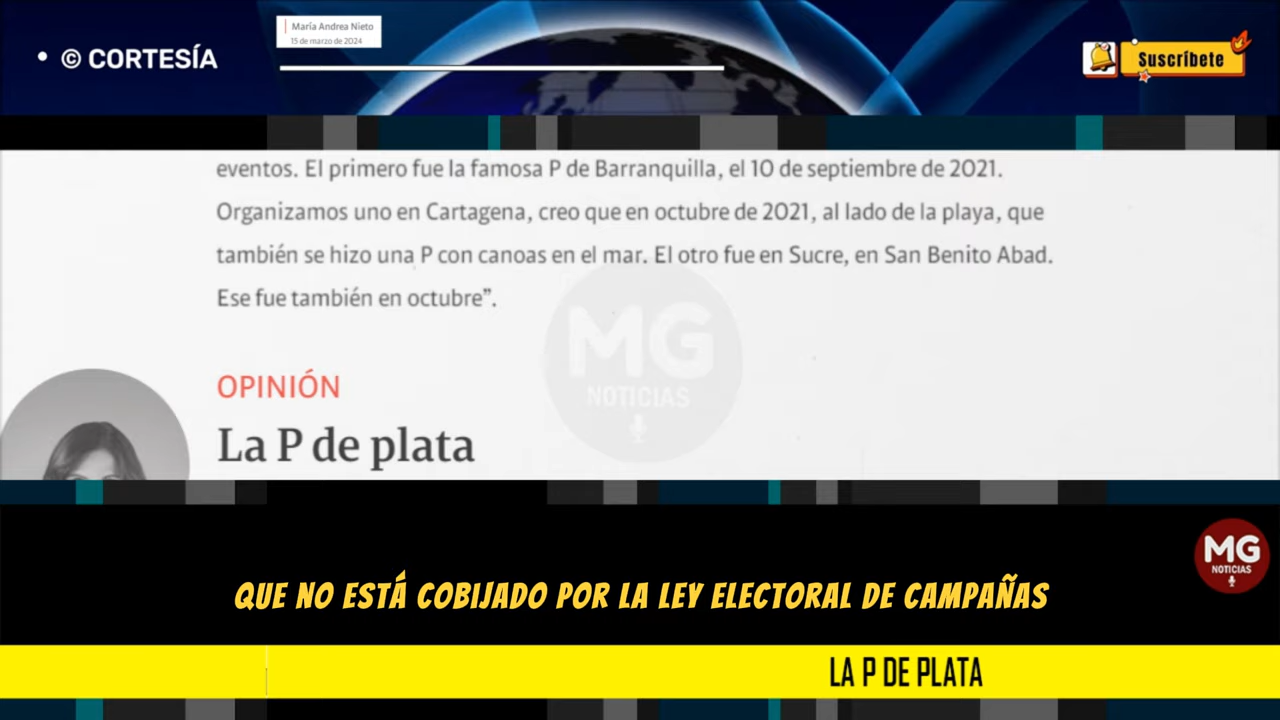 María Andrea Nieto
15 de marzo de 2024
• © CORTESÍA
Suscríbete
eventos. El primero fue la famosa P de Barranquilla, el 10 de septiembre de 2021.
Organizamos uno en Cartagena, creo que en octubre de 2021, al lado de la playa, que
también se hizo una P con canoas en el mar. El otro fue en Sucre, en San Benito Abad.
Ese fue también en octubre”.
MG
NOTICIAS
OPINIÓN
La P de plata
MG
NOTICIAS
QUE NO ESTÁ COBIJADO POR LA LEY ELECTORAL DE CAMPAÑAS
LA P DE PLATA